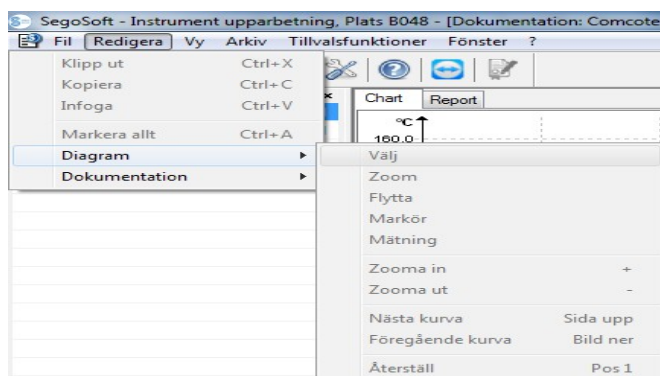 SegoSoft - Instrument upparbetning, Plats B048 - [Dokumentation: Comcote
Fil Redigera Vy Arkiv Tillvalsfunktioner Fönster ?
Klipp ut Ctrl+X
Kopiera Ctrl+C
Infoga Ctrl+V
Markera allt Ctrl+A
Diagram
Dokumentation
Chart Report
°C
160.0
Välj
Zoom
Flytta
Markör
Mätning
Zooma in +
Zooma ut -
Nästa kurva Sida upp
Föregående kurva Bild ner
Återställ Pos 1